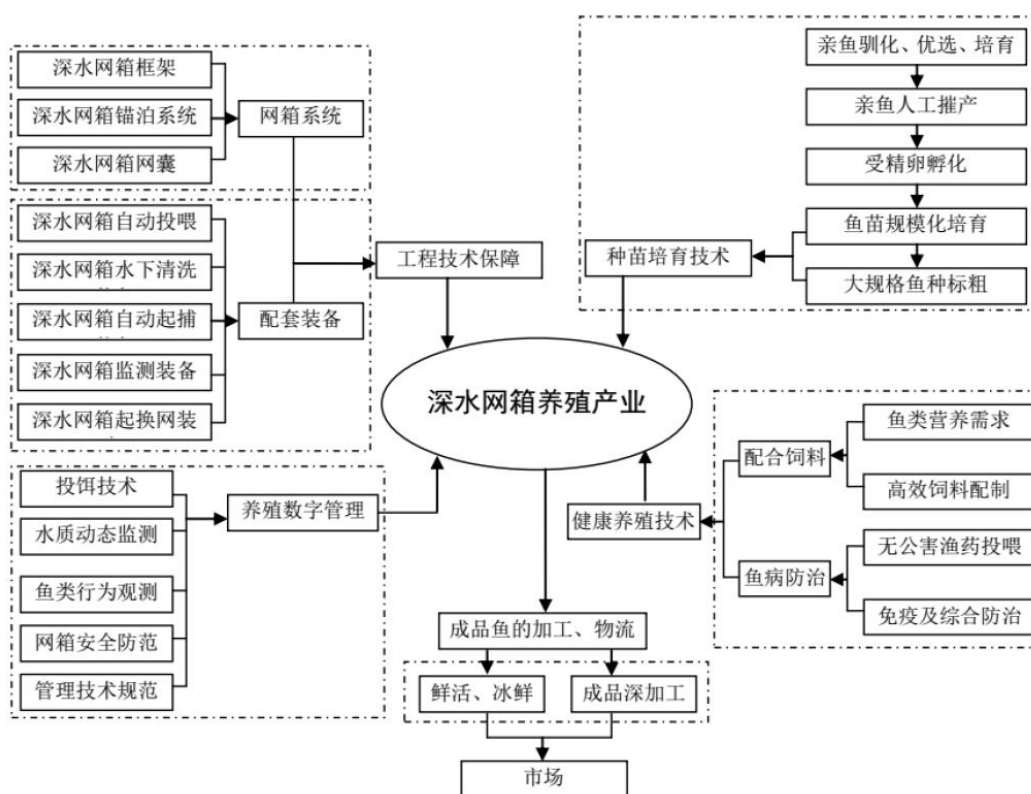 深水网箱框架
深水网箱锚泊系统
深水网箱网囊
网箱系统
深水网箱自动投喂
深水网箱水下清洗
深水网箱自动起捕
深水网箱监测装备
深水网箱起换网装
配套装备
工程技术保障
亲鱼驯化、优选、培育
亲鱼人工摧产
受精卵孵化
鱼苗规模化培育
大规格鱼种标粗
种苗培育技术
深水网箱养殖产业
投饵技术
水质动态监测
鱼类行为观测
网箱安全防范
管理技术规范
养殖数字管理
鱼类营养需求
高效饲料配制
配合饲料
无公害渔药投喂
免疫及综合防治
鱼病防治
健康养殖技术
成品鱼的加工、物流
鲜活、冰鲜
成品深加工
市场